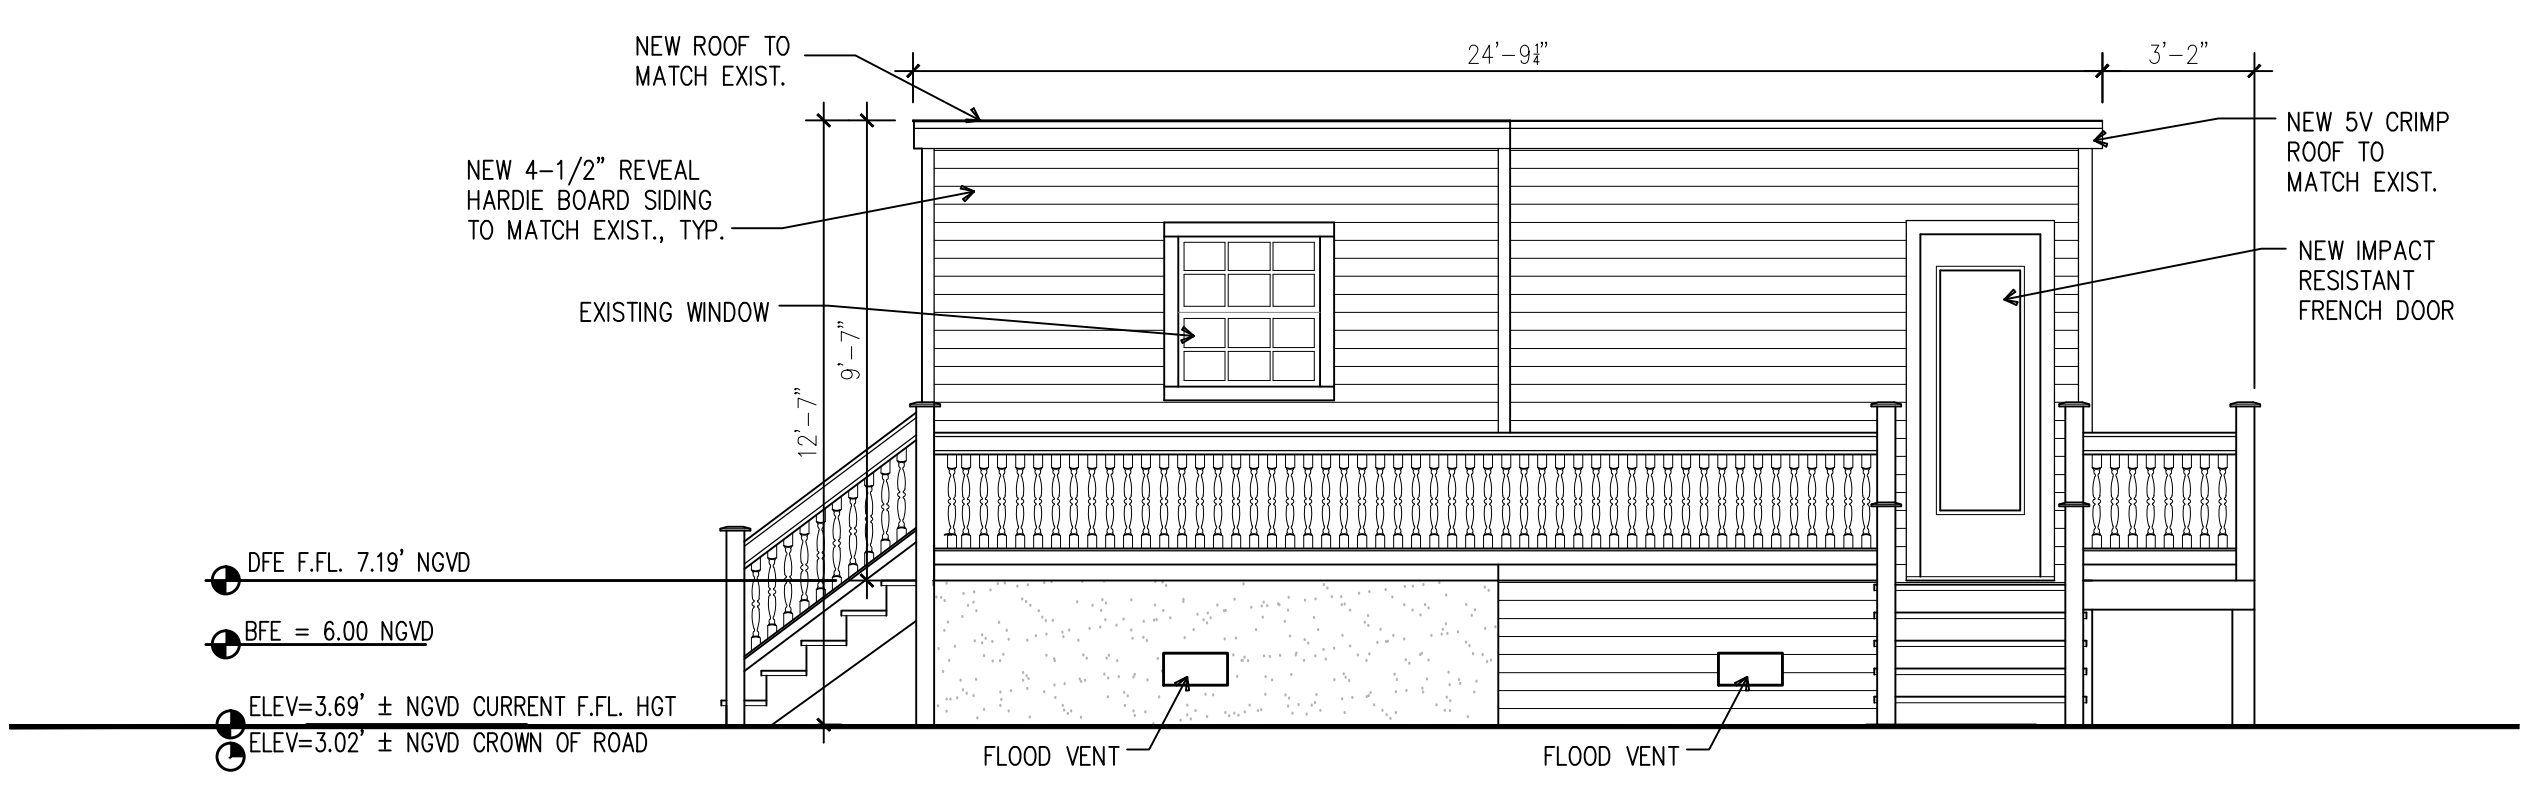 NEW ROOF TO
MATCH EXIST.
24'-9¼"
3'-2"
NEW 5V CRIMP
ROOF TO
MATCH EXIST.
NEW 4-1/2" REVEAL
HARDIE BOARD SIDING
TO MATCH EXIST., TYP.
NEW IMPACT
RESISTANT
FRENCH DOOR
EXISTING WINDOW
9'-7"
12'-7"
DFE F.FL. 7.19' NGVD
BFE = 6.00 NGVD
ELEV=3.69' ± NGVD CURRENT F.FL. HGT
ELEV=3.02' ± NGVD CROWN OF ROAD
FLOOD VENT
FLOOD VENT